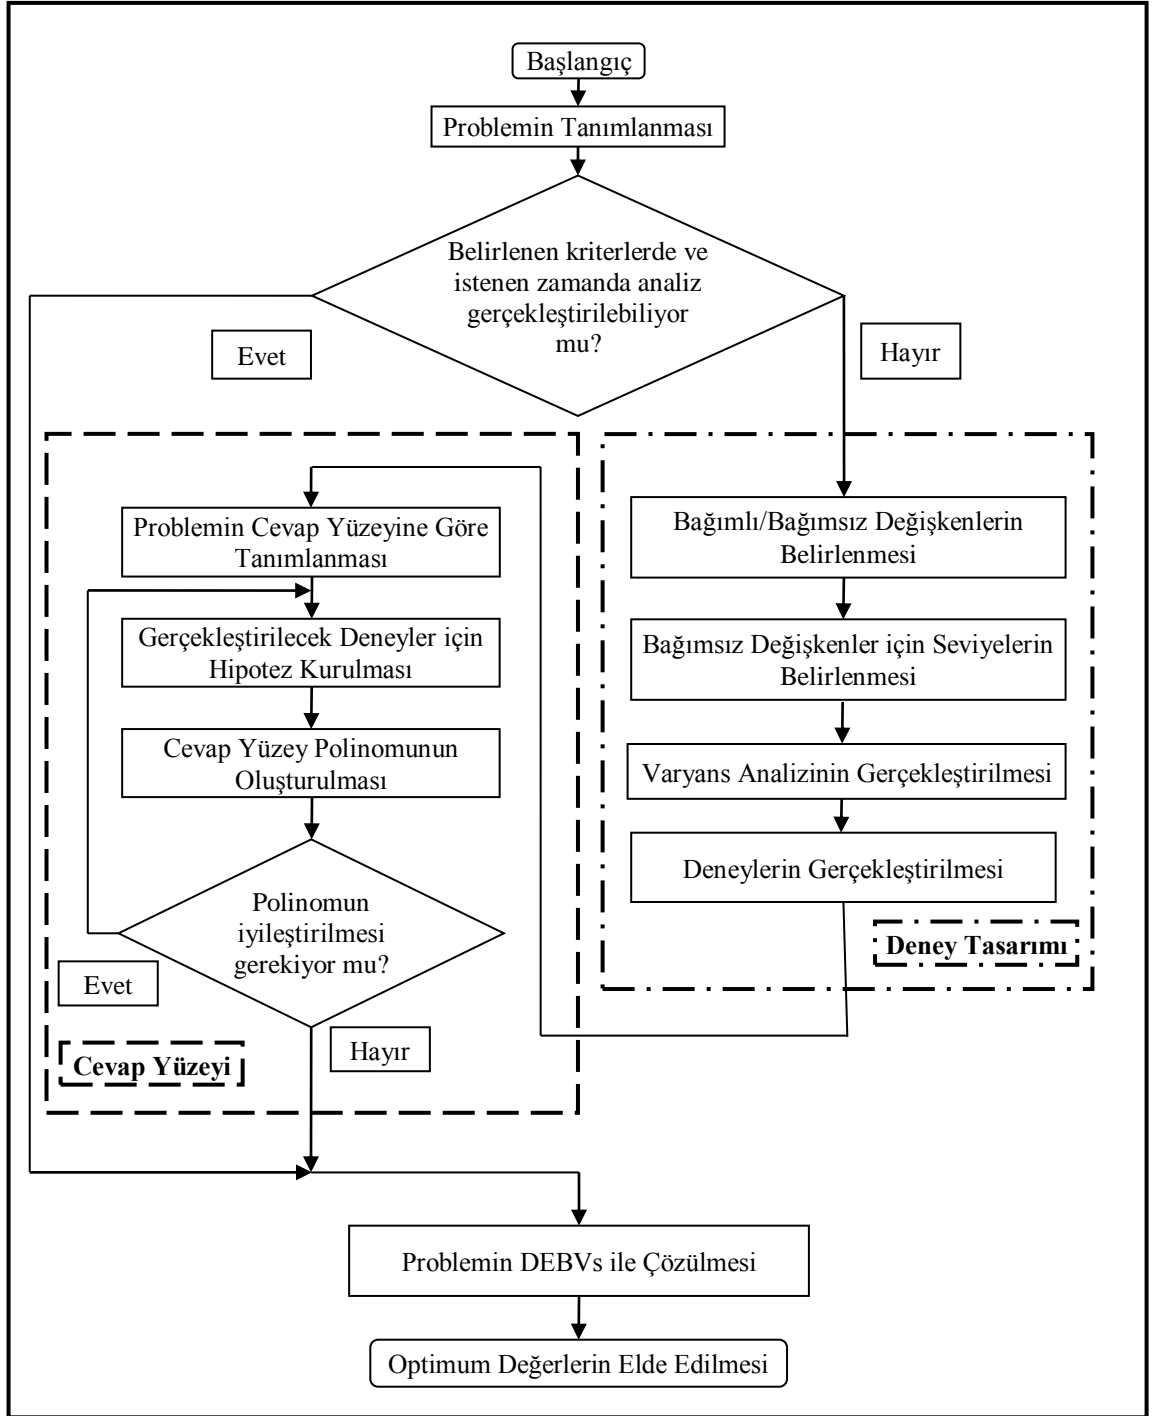 Başlangıç
Problemin Tanımlanması
Belirlenen kriterlerde ve
istenen zamanda analiz
gerçekleştirilebiliyor
mu?
Evet
Hayır
Problemin Cevap Yüzeyine Göre
Tanımlanması
Gerçekleştirilecek Deneyler için
Hipotez Kurulması
Cevap Yüzey Polinomunun
Oluşturulması
Polinomun
iyileştirilmesi
gerekiyor mu?
Evet
Hayır
Cevap Yüzeyi
Bağımlı/Bağımsız Değişkenlerin
Belirlenmesi
Bağımsız Değişkenler için Seviyelerin
Belirlenmesi
Varyans Analizinin Gerçekleştirilmesi
Deneylerin Gerçekleştirilmesi
Deney Tasarımı
Problemin DEBVs ile Çözülmesi
Optimum Değerlerin Elde Edilmesi